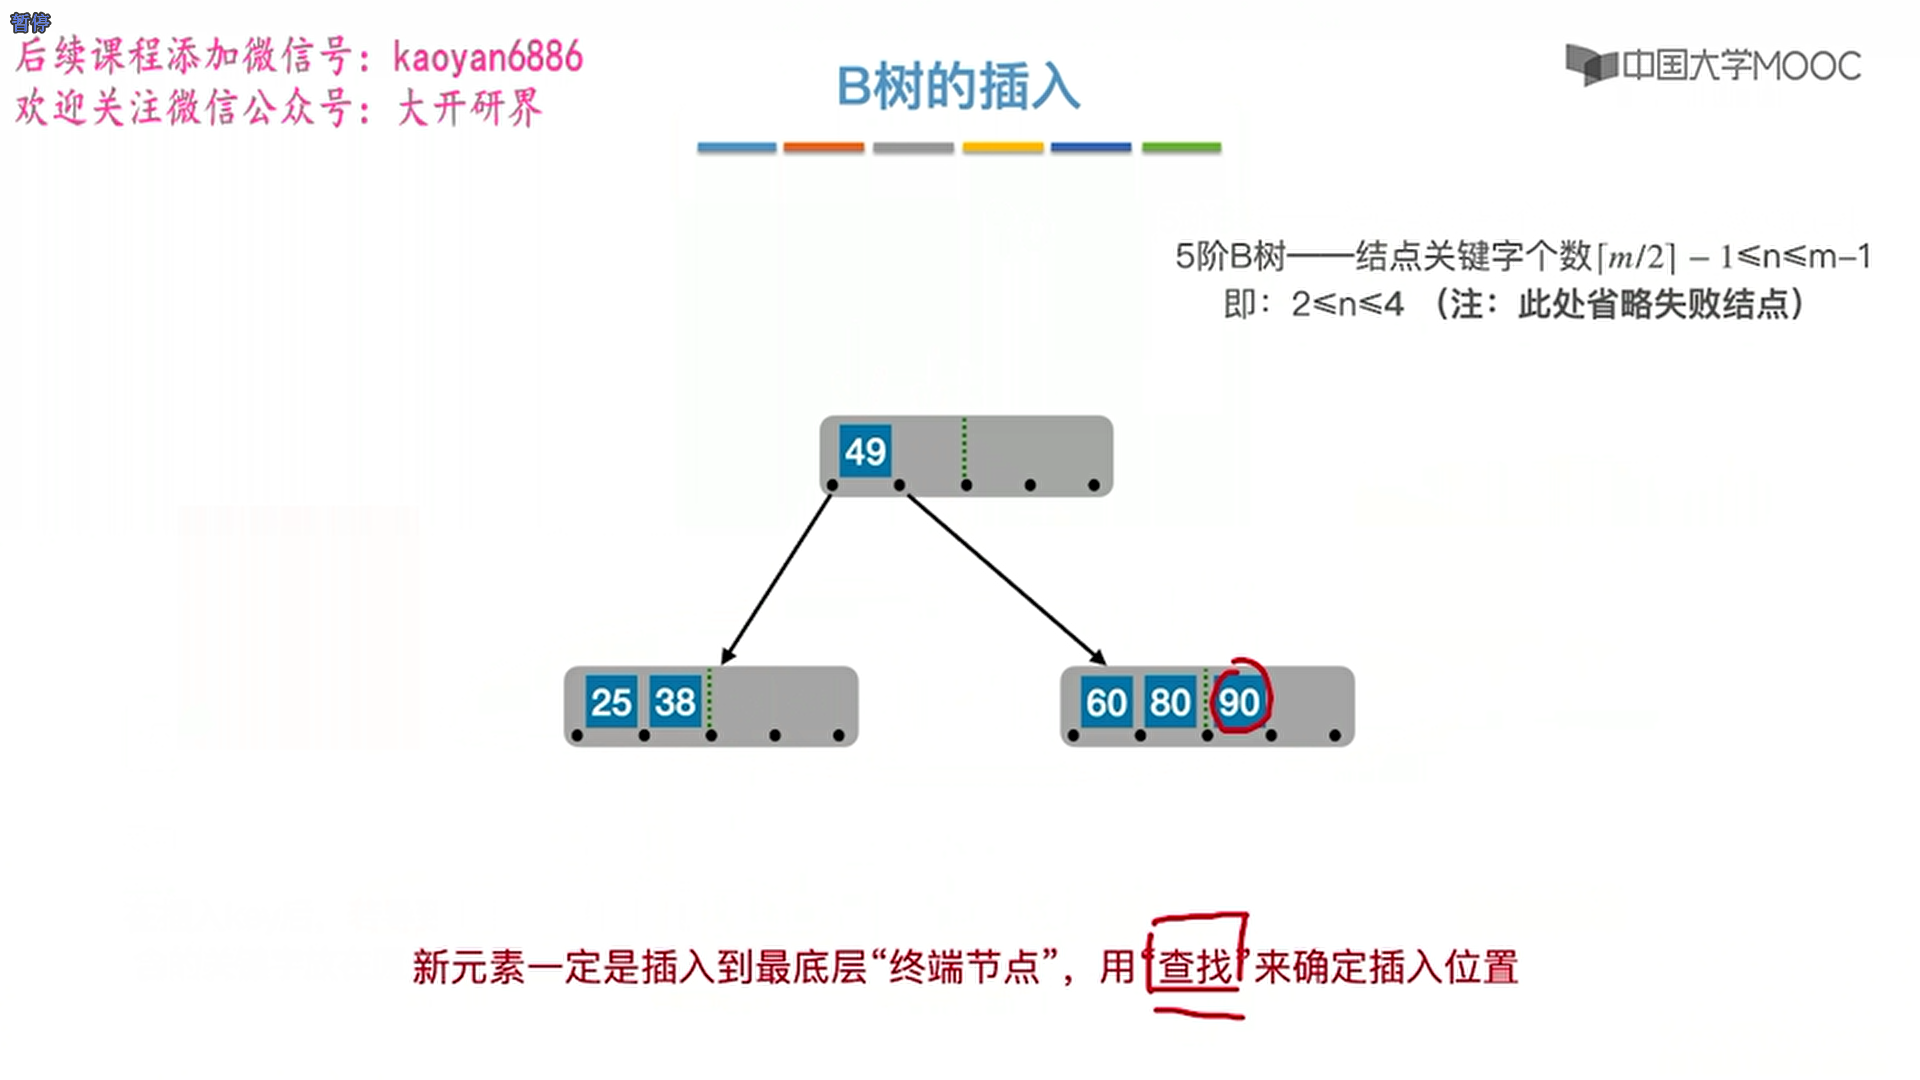 暂停
后续课程添加微信号：kaoyan6886
欢迎关注微信公众号：大开研界
B树的插入
中国大学MOOC
5阶B树——结点关键字个数⌈m/2⌉ – 1⩽n⩽m–1
即：2⩽n⩽4 （注：此处省略失败结点）
49
25 38
60 80 90
新元素一定是插入到最底层“终端节点”，用“查找”来确定插入位置